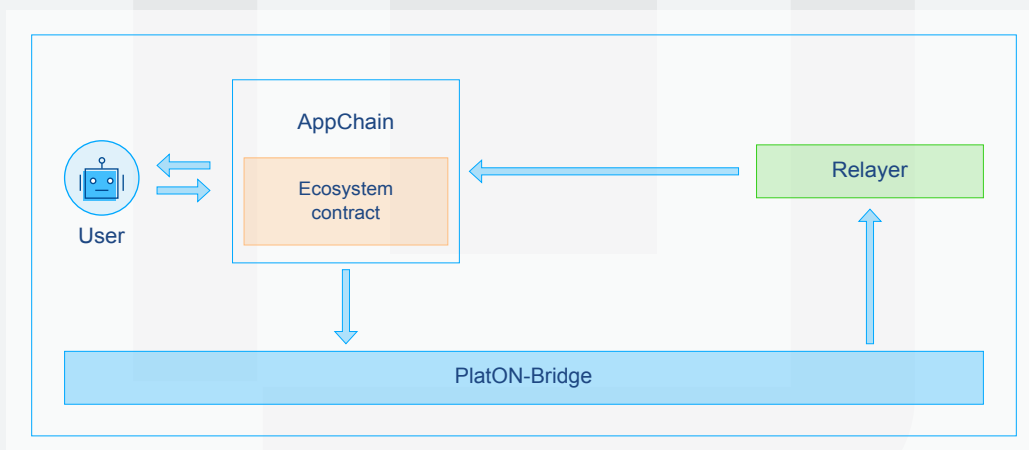 AppChain
Ecosystem
contract
User
Relayer
PlatON-Bridge